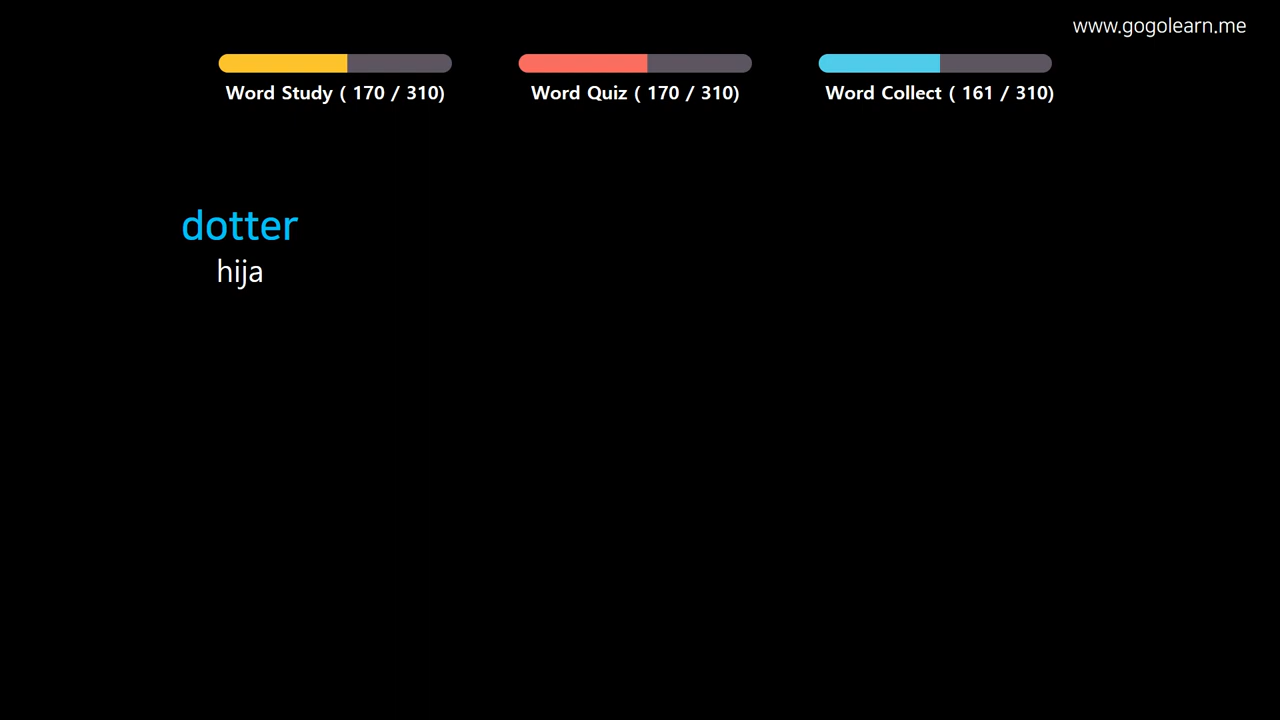 www.gogolearn.me
Word Study ( 170 / 310)
Word Quiz ( 170 / 310)
Word Collect ( 161 / 310)
dotter
hija